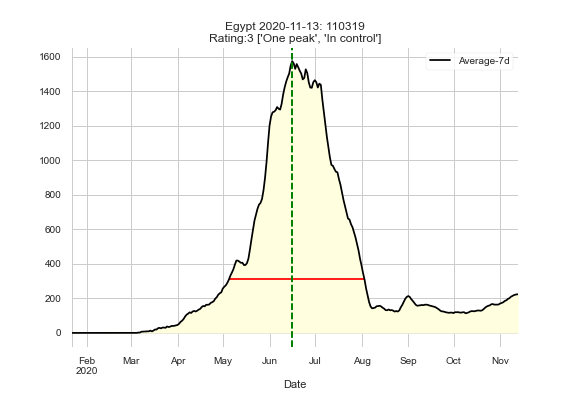 Egypt 2020-11-13: 110319
Rating:3 ['One peak', 'In control']
Average-7d
1600
1400
1200
1000
800
600
400
200
0
Feb Mar Apr May Jun Jul Aug Sep Oct Nov
2020
Date